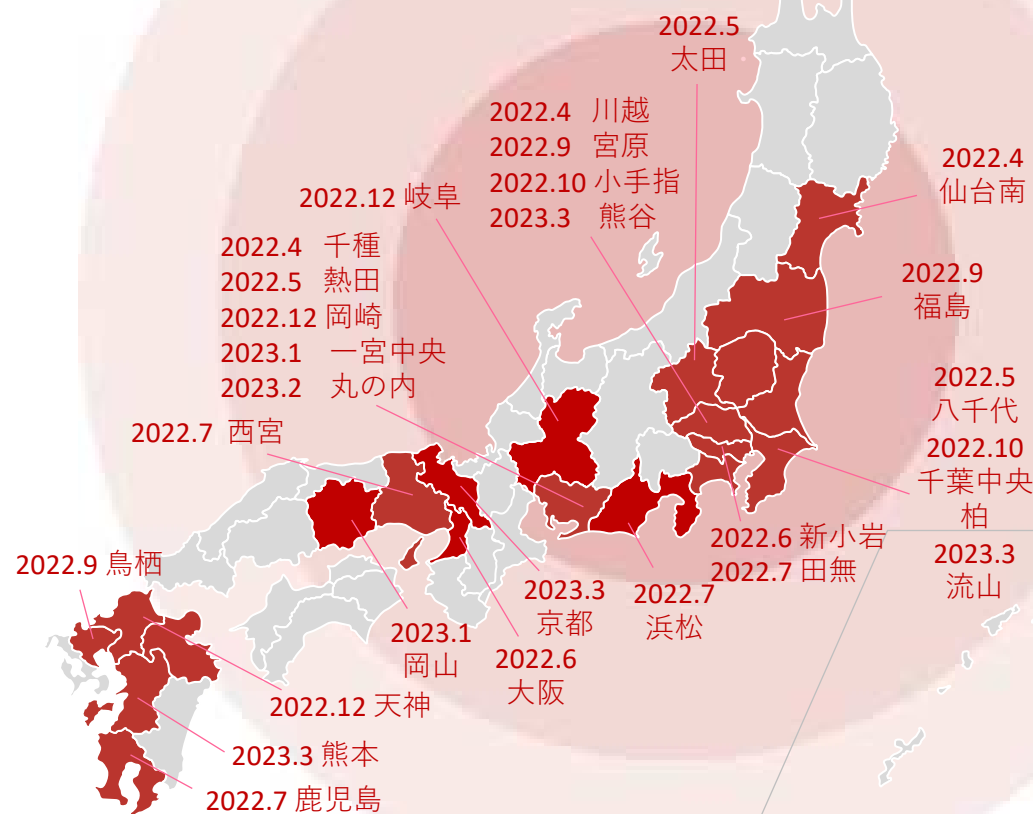 2022.5
太田
2022.4 川越
2022.9 宮原
2022.10 小手指
2023.3 熊谷
2022.4
仙台南
2022.12 岐阜
2022.4 千種
2022.5 熱田
2022.12 岡崎
2023.1 一宮中央
2023.2 丸の内
2022.9
福島
2022.5
八千代
2022.10
千葉中央
柏
2023.3
流山
2022.7 西宮
2022.6 新小岩
2022.7 田無
2022.9 鳥栖
2023.3
京都
2022.7
浜松
2023.1
岡山
2022.6
大阪
2022.12 天神
2023.3 熊本
2022.7 鹿児島